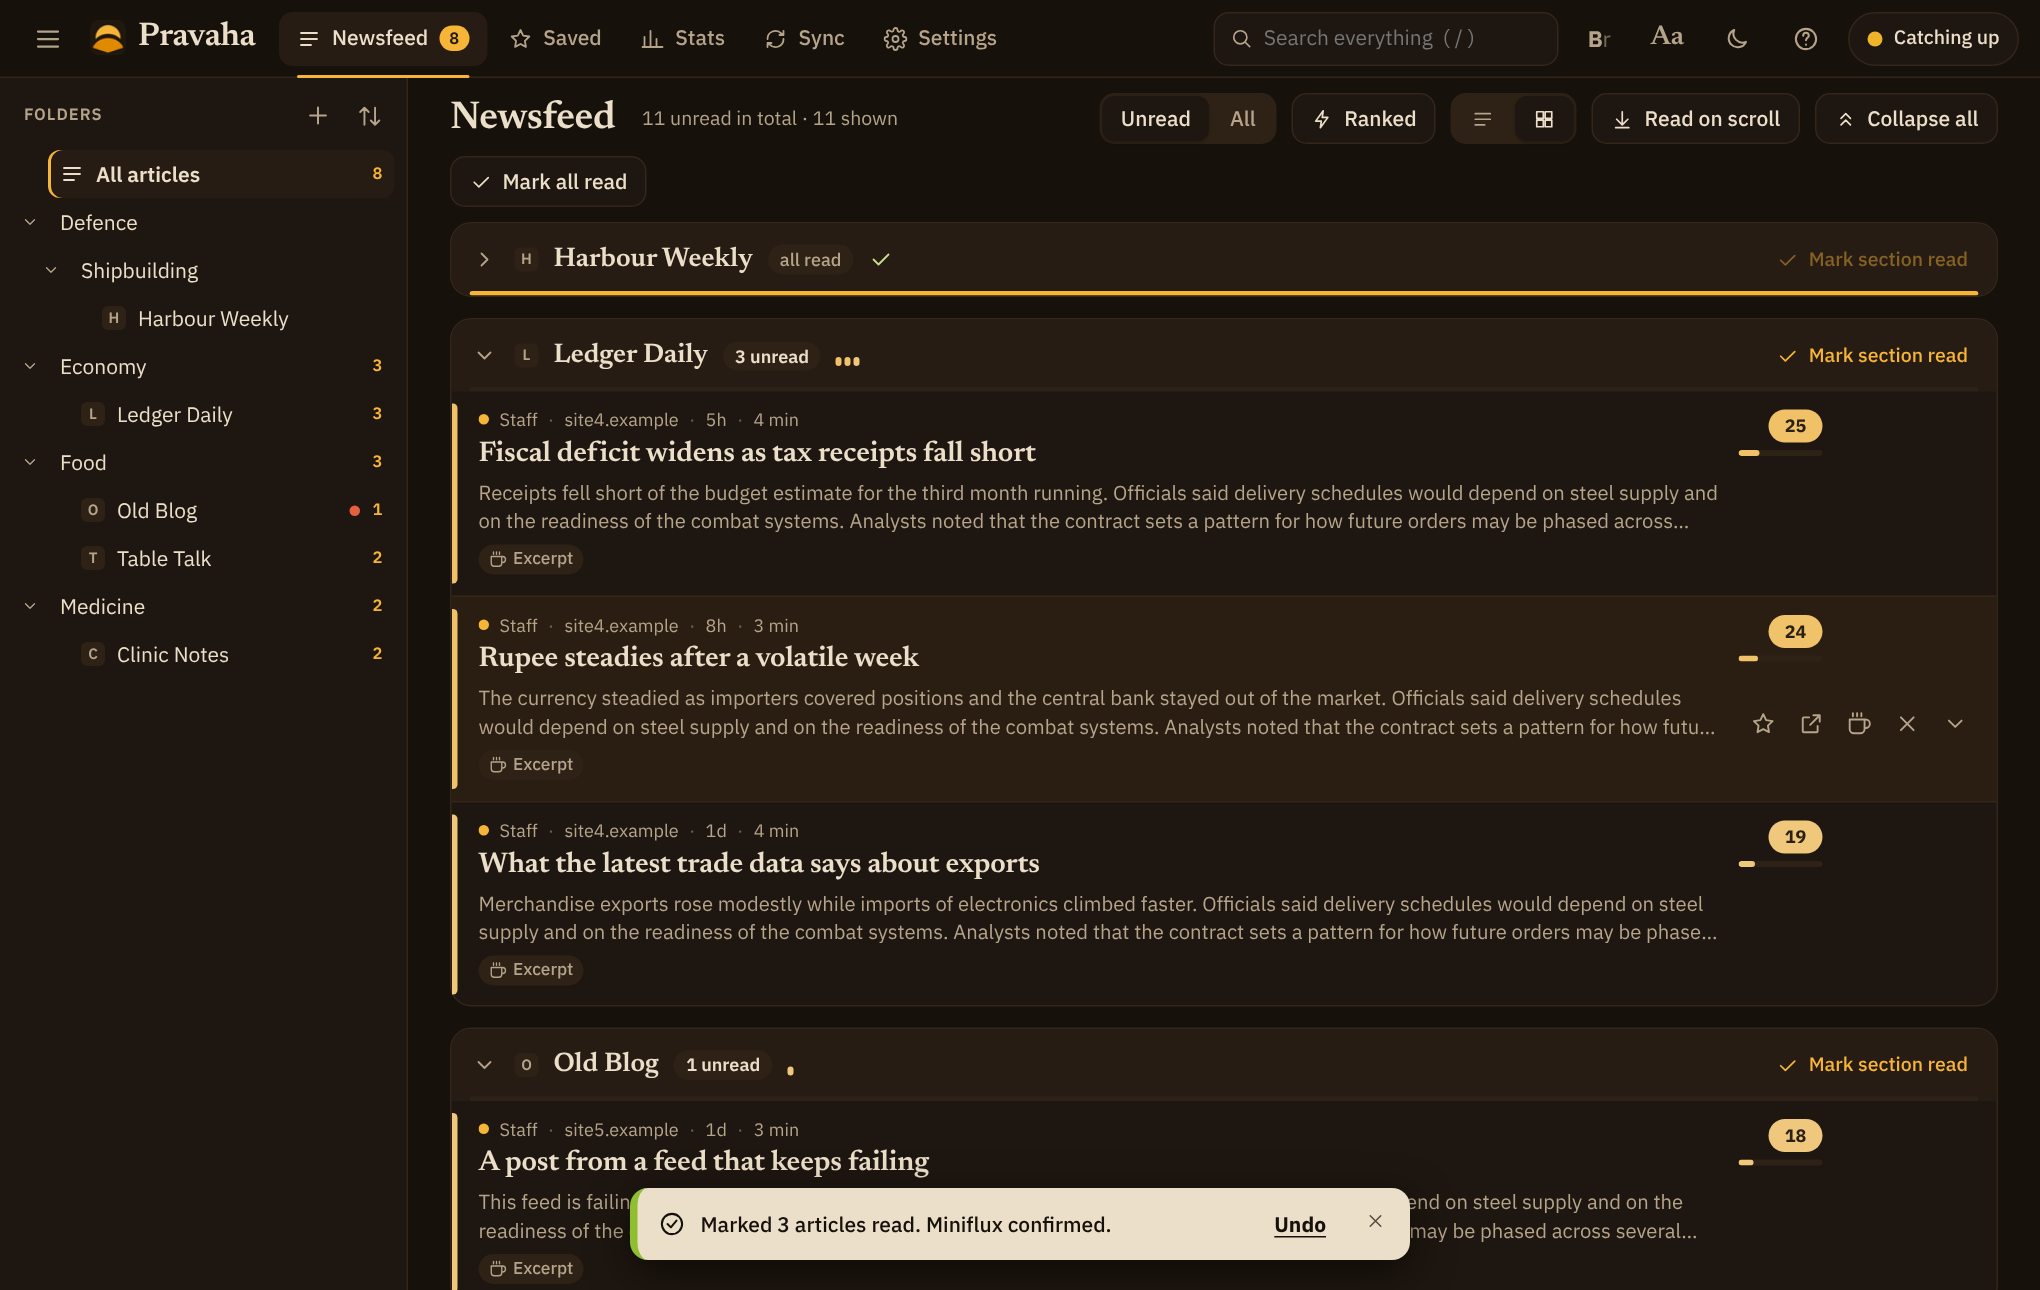 Pravaha
Newsfeed 8
Saved
Stats
Sync
Settings
Search everything ( / )
Br
Aa
Catching up
FOLDERS
All articles 8
Defence
Shipbuilding
H Harbour Weekly
Economy 3
L Ledger Daily 3
Food 3
O Old Blog 1
T Table Talk 2
Medicine 2
C Clinic Notes 2
Newsfeed 11 unread in total · 11 shown
Unread All
Ranked
Read on scroll
Collapse all
Mark all read
H Harbour Weekly all read Mark section read
L Ledger Daily 3 unread Mark section read
Staff · site4.example · 5h · 4 min 25
Fiscal deficit widens as tax receipts fall short
Receipts fell short of the budget estimate for the third month running. Officials said delivery schedules would depend on steel supply and
on the readiness of the combat systems. Analysts noted that the contract sets a pattern for how future orders may be phased across...
Excerpt
Staff · site4.example · 8h · 3 min 24
Rupee steadies after a volatile week
The currency steadied as importers covered positions and the central bank stayed out of the market. Officials said delivery schedules
would depend on steel supply and on the readiness of the combat systems. Analysts noted that the contract sets a pattern for how futu...
Excerpt
Staff · site4.example · 1d · 4 min 19
What the latest trade data says about exports
Merchandise exports rose modestly while imports of electronics climbed faster. Officials said delivery schedules would depend on steel
supply and on the readiness of the combat systems. Analysts noted that the contract sets a pattern for how future orders may be phase...
Excerpt
O Old Blog 1 unread Mark section read
Staff · site5.example · 1d · 3 min 18
A post from a feed that keeps failing
This feed is failin end on steel supply and on the
readiness of the may be phased across several...
Excerpt
Marked 3 articles read. Miniflux confirmed. Undo